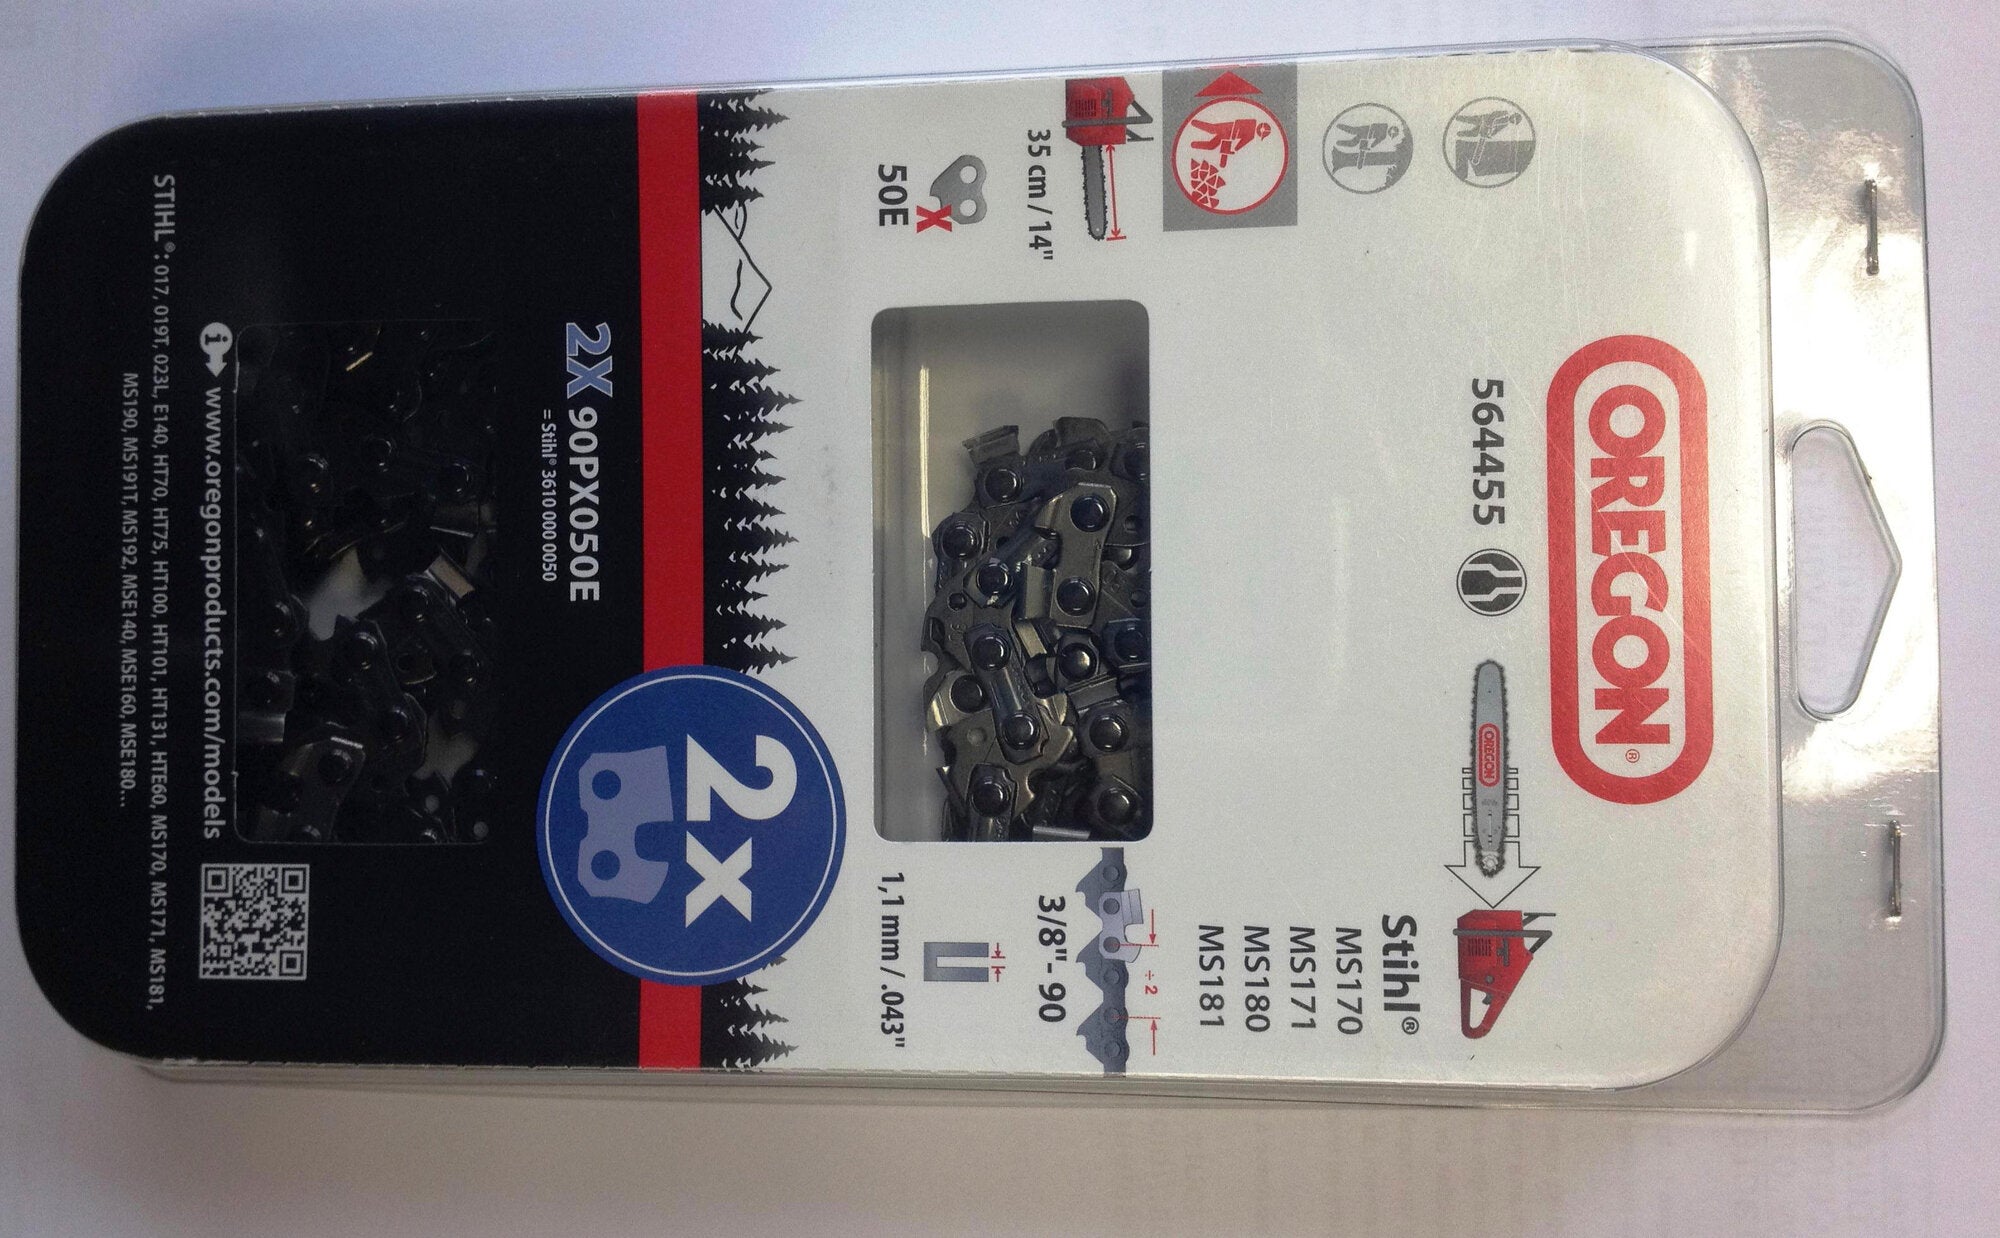 OREGON®
564455
OREGON
Stihl®
MS170
MS171
MS180
MS181
35 cm / 14"
50E
3/8"- 90
÷ 2
1,1 mm / .043"
2x
2X 90PX050E
= Stihl® 3610 000 0050
www.oregonproducts.com/models
STIHL®: 017, 019T, 023L, E140, HT70, HT75, HT100, HT101, HT131, HTE60, MS170, MS171, MS181,
MS190, MS191T, MS192, MSE140, MSE160, MSE180...